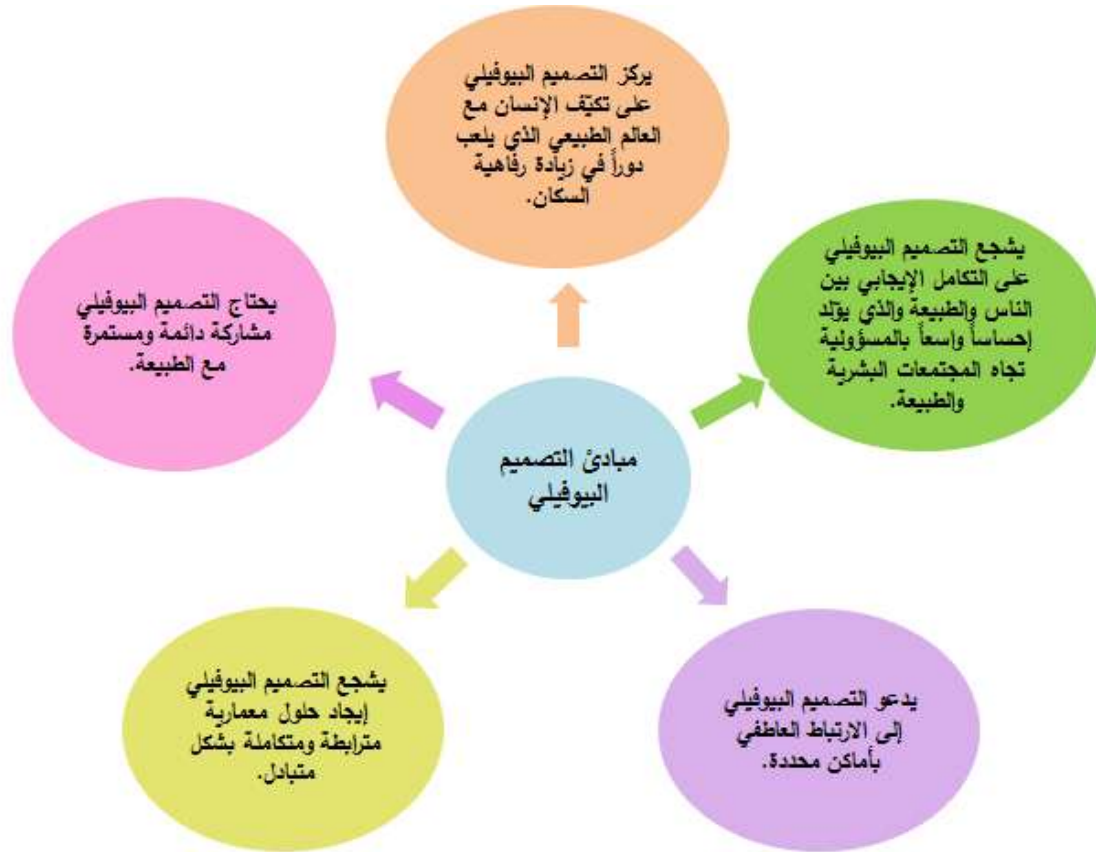 يركز التصميم البيوفيلي
على تكيّف الإنسان مع
العالم الطبيعي الذي يلعب
دوراً في زيادة رفاهية
السكان.
يشجع التصميم البيوفيلي
على التكامل الإيجابي بين
الناس والطبيعة والذي يؤلد
إحساساً واسعاً بالمسؤولية
تجاه المجتمعات البشرية
والطبيعة.
يحتاج التصميم البيوفيلي
مشاركة دائمة ومستمرة
مع الطبيعة.
مبادئ التصميم
البيوفيلي
يشجع التصميم البيوفيلي
إيجاد حلول معمارية
مترابطة ومتكاملة بشكل
متبادل.
يدعو التصميم البيوفيلي
إلى الارتباط العاطفي
بأماكن محددة.